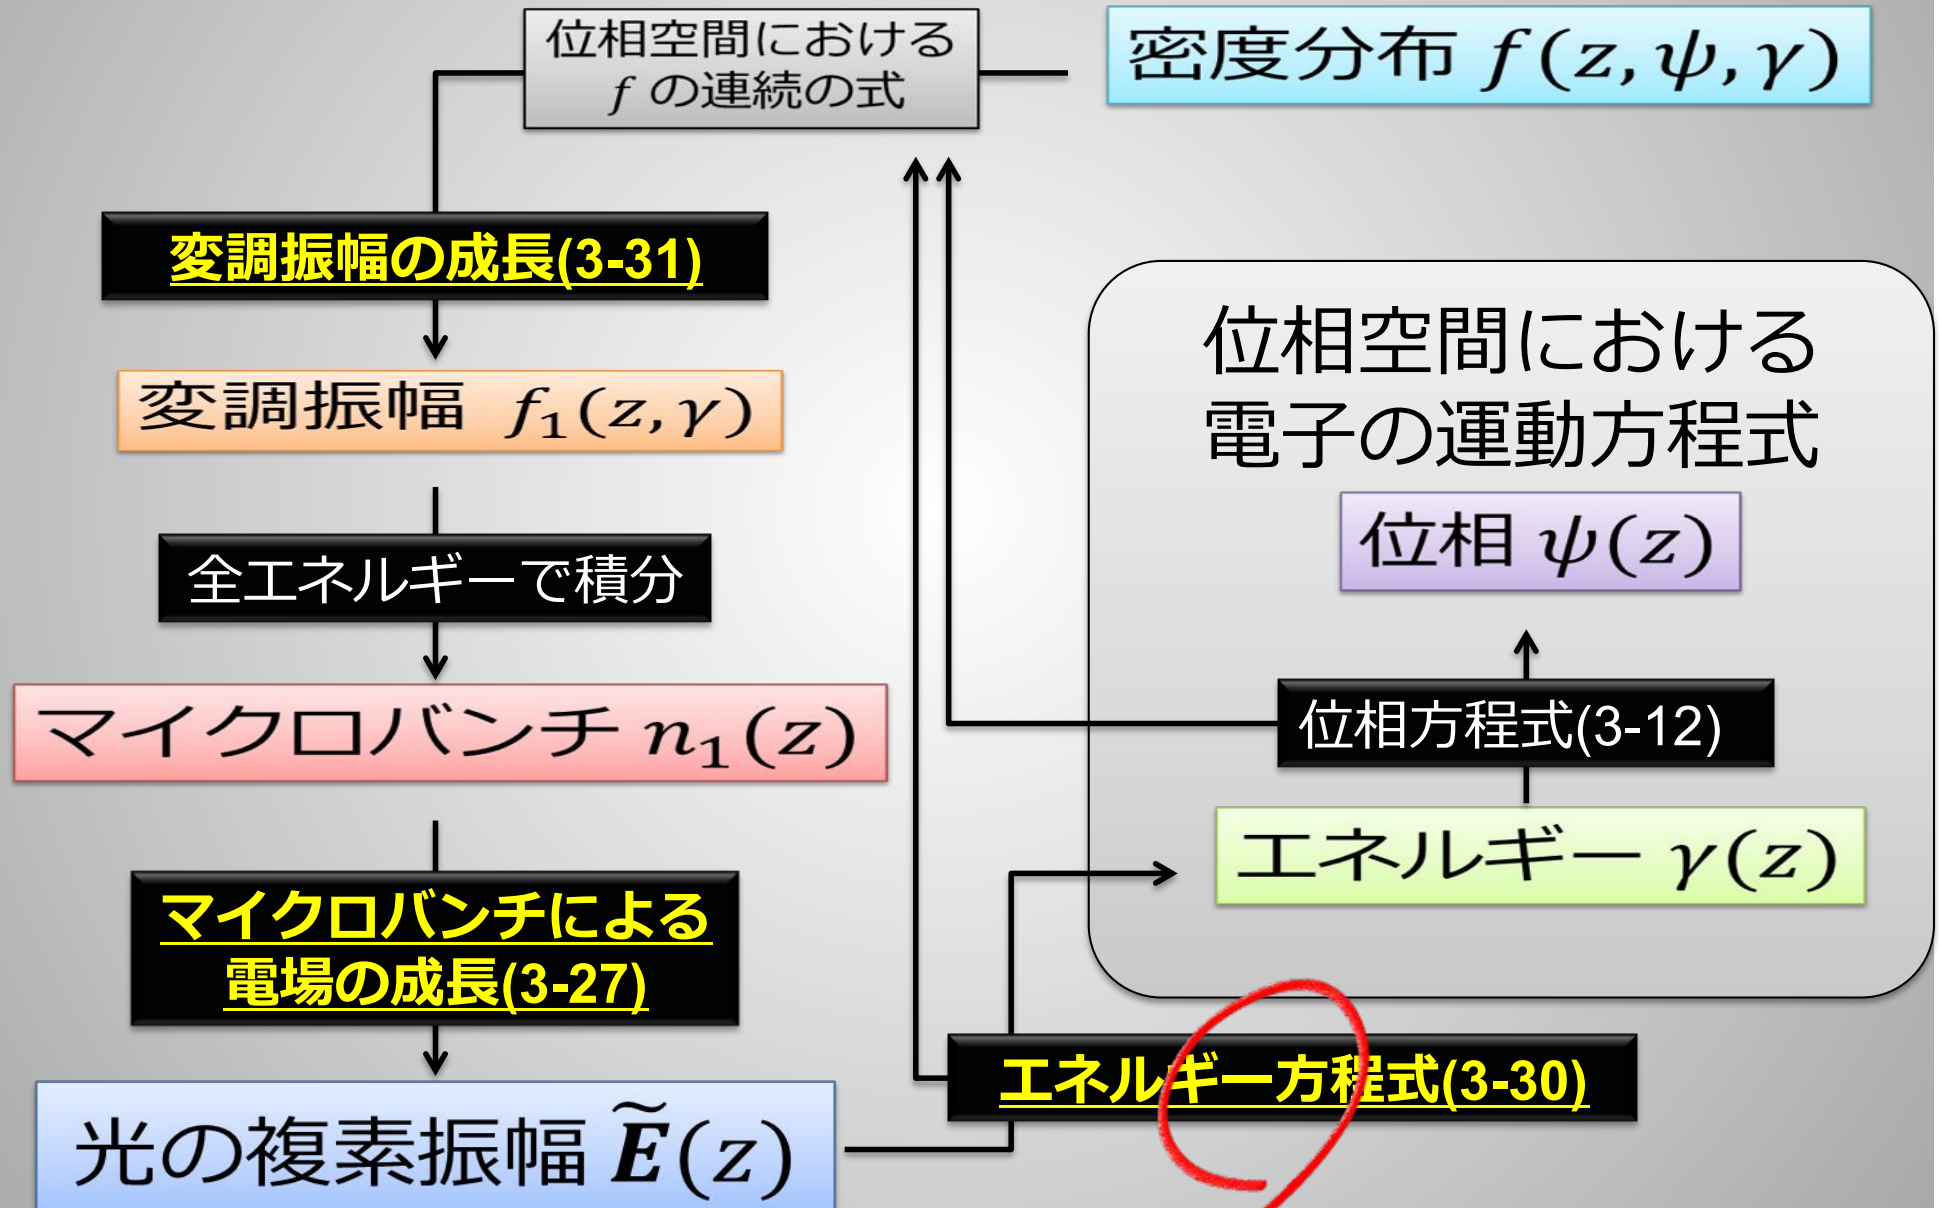 位相空間における
f の連続の式
密度分布 f(z, ψ, γ)
変調振幅の成長(3-31)
変調振幅 f₁(z, γ)
全エネルギーで積分
マイクロバンチ n₁(z)
マイクロバンチによる
電場の成長(3-27)
光の複素振幅 Ẽ(z)
位相空間における
電子の運動方程式
位相 ψ(z)
位相方程式(3-12)
エネルギー γ(z)
エネルギー方程式(3-30)